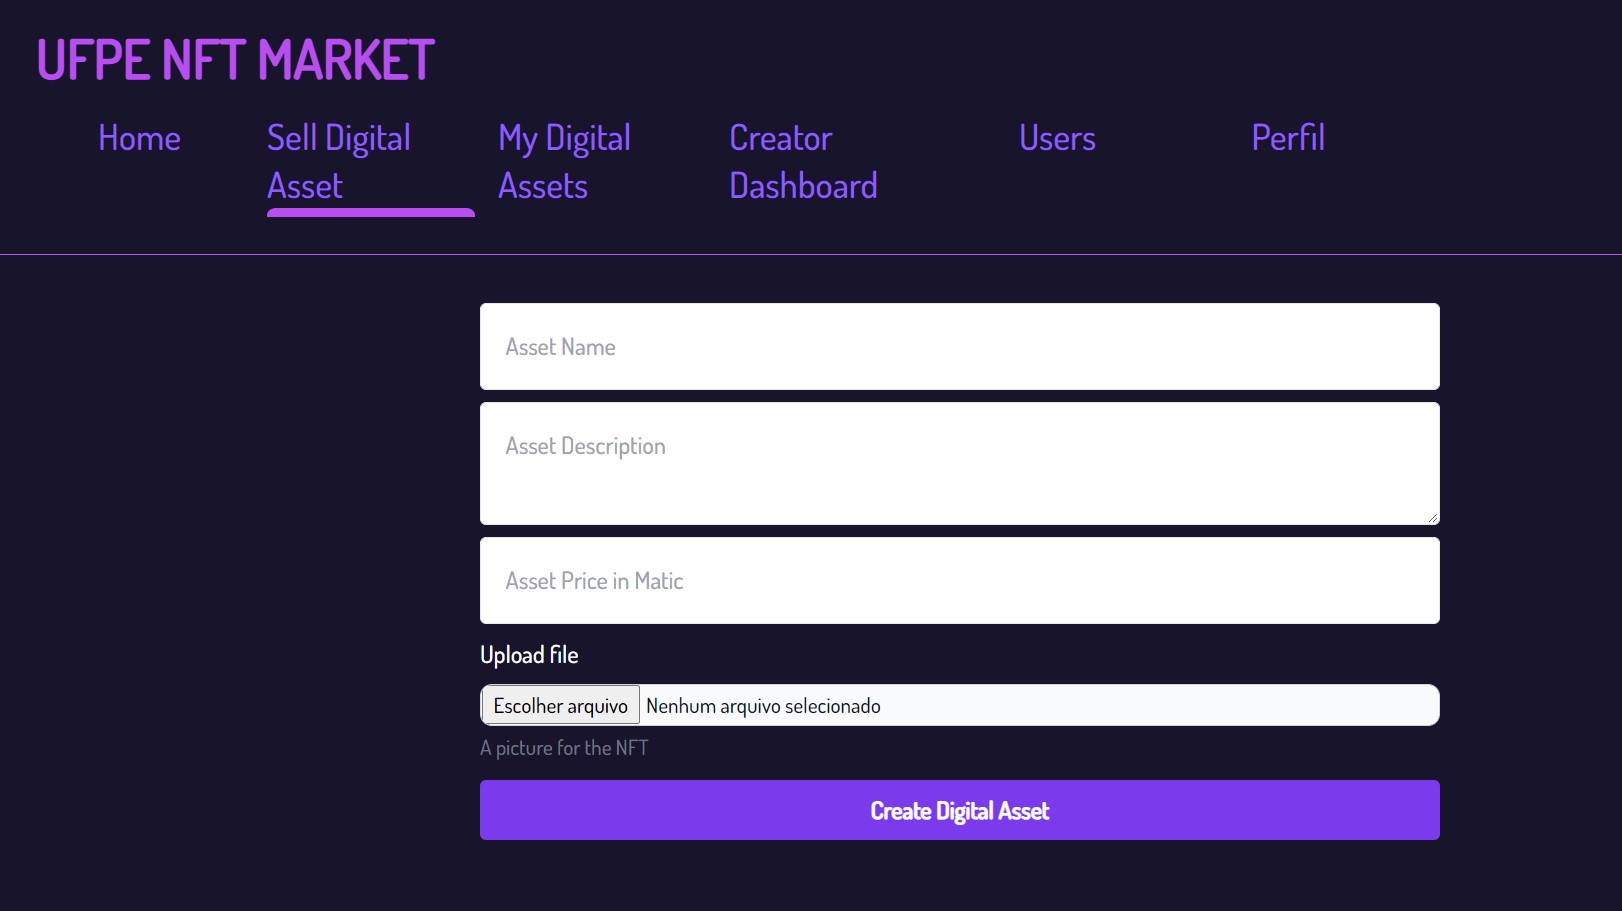 UFPE NFT MARKET
Home
Sell Digital
Asset
My Digital
Assets
Creator
Dashboard
Users
Perfil
Asset Name
Asset Description
Asset Price in Matic
Upload file
Escolher arquivo Nenhum arquivo selecionado
A picture for the NFT
Create Digital Asset